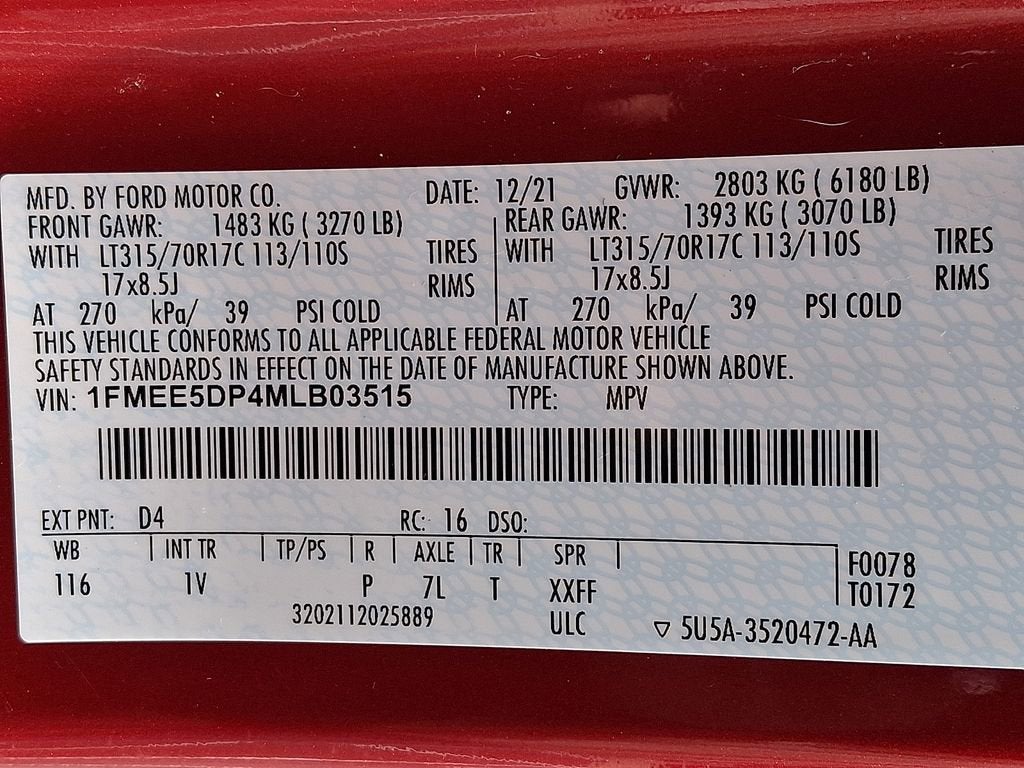 MFD. BY FORD MOTOR CO. DATE: 12/21 GVWR: 2803 KG ( 6180 LB)
FRONT GAWR: 1483 KG ( 3270 LB) REAR GAWR: 1393 KG ( 3070 LB)
WITH LT315/70R17C 113/110S TIRES WITH LT315/70R17C 113/110S TIRES
17x8.5J RIMS 17x8.5J RIMS
AT 270 kPa/ 39 PSI COLD AT 270 kPa/ 39 PSI COLD
THIS VEHICLE CONFORMS TO ALL APPLICABLE FEDERAL MOTOR VEHICLE
SAFETY STANDARDS IN EFFECT ON THE DATE OF MANUFACTURE SHOWN ABOVE.
VIN: 1FMEE5DP4MLB03515 TYPE: MPV
EXT PNT: D4 RC: 16 DSO:
WB INT TR TP/PS R AXLE TR SPR F0078
116 1V P 7L T XXFF T0172
3202112025889 ULC ▽ 5U5A-3520472-AA